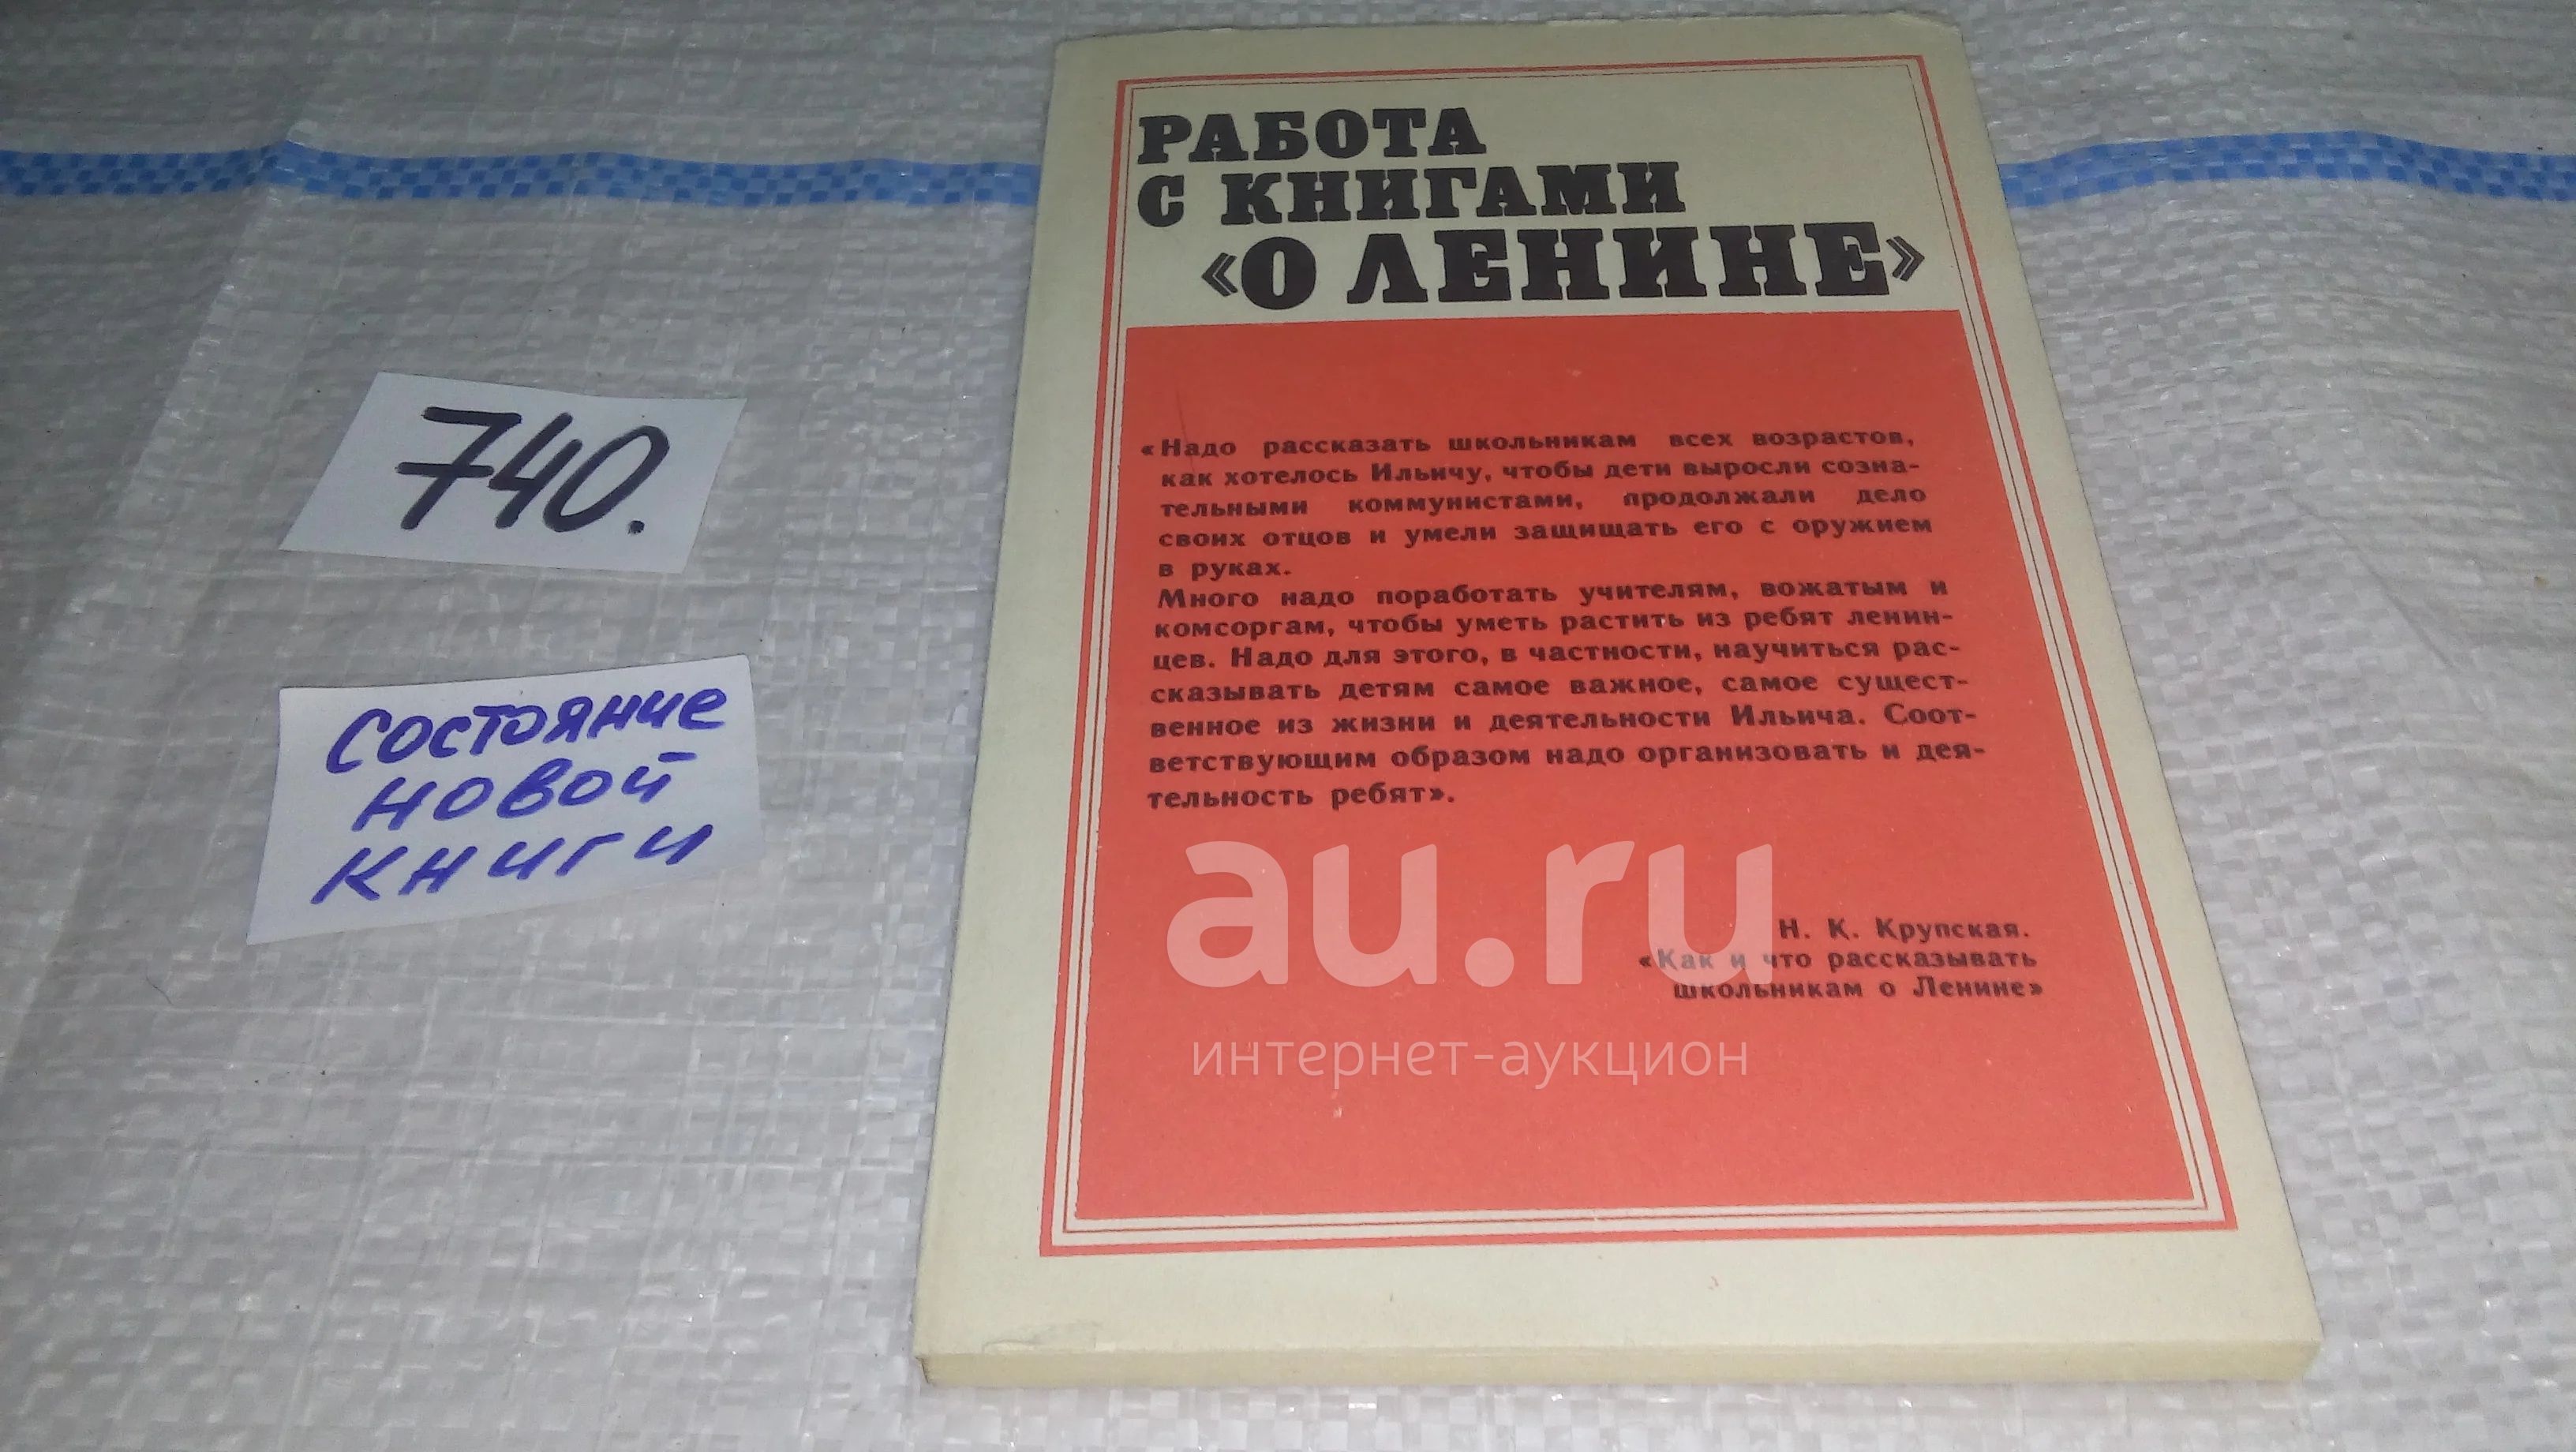 РАБОТА
С КНИГАМИ
«О ЛЕНИНЕ»
«Надо рассказать школьникам всех возрастов,
как хотелось Ильичу, чтобы дети выросли созна-
тельными коммунистами, продолжали дело
своих отцов и умели защищать его с оружием
в руках.
Много надо поработать учителям, вожатым и
комсоргам, чтобы уметь растить из ребят ленин-
цев. Надо для этого, в частности, научиться рас-
сказывать детям самое важное, самое сущест-
венное из жизни и деятельности Ильича. Соот-
ветствующим образом надо организовать и дея-
тельность ребят».
Н. К. Крупская.
«Как и что рассказывать
школьникам о Ленине»
740.
Состояние
новой
книги
au.ru
интернет-аукцион